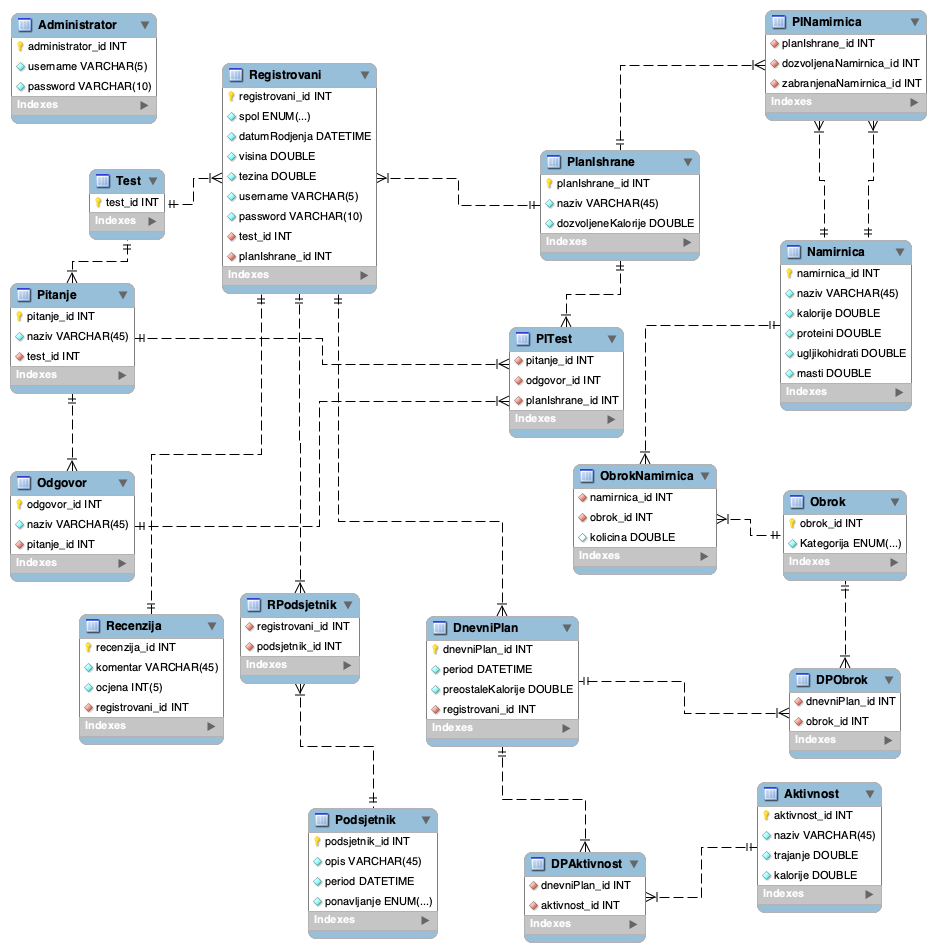 Administrator
administrator_id INT
username VARCHAR(5)
password VARCHAR(10)
Indexes
Registrovani
registrovani_id INT
spol ENUM(...)
datumRodjenja DATETIME
visina DOUBLE
tezina DOUBLE
username VARCHAR(5)
password VARCHAR(10)
test_id INT
planIshrane_id INT
Indexes
PINamirnica
planIshrane_id INT
dozvoljenaNamirnica_id INT
zabranjenaNamirnica_id INT
Indexes
Test
test_id INT
Indexes
PlanIshrane
planIshrane_id INT
naziv VARCHAR(45)
dozvoljeneKalorije DOUBLE
Indexes
Namirnica
namirnica_id INT
naziv VARCHAR(45)
kalorije DOUBLE
proteini DOUBLE
ugljikohidrati DOUBLE
masti DOUBLE
Indexes
Pitanje
pitanje_id INT
naziv VARCHAR(45)
test_id INT
Indexes
PITest
pitanje_id INT
odgovor_id INT
planIshrane_id INT
Indexes
Odgovor
odgovor_id INT
naziv VARCHAR(45)
pitanje_id INT
Indexes
ObrokNamirnica
namirnica_id INT
obrok_id INT
kolicina DOUBLE
Indexes
Obrok
obrok_id INT
Kategorija ENUM(...)
Indexes
Recenzija
recenzija_id INT
komentar VARCHAR(45)
ocjena INT(5)
registrovani_id INT
Indexes
RPodsjetnik
registrovani_id INT
podsjetnik_id INT
Indexes
DnevniPlan
dnevniPlan_id INT
period DATETIME
preostaleKalorije DOUBLE
registrovani_id INT
Indexes
DPObrok
dnevniPlan_id INT
obrok_id INT
Indexes
Podsjetnik
podsjetnik_id INT
opis VARCHAR(45)
period DATETIME
ponavljanje ENUM(...)
Indexes
DPAktivnost
dnevniPlan_id INT
aktivnost_id INT
Indexes
Aktivnost
aktivnost_id INT
naziv VARCHAR(45)
trajanje DOUBLE
kalorije DOUBLE
Indexes